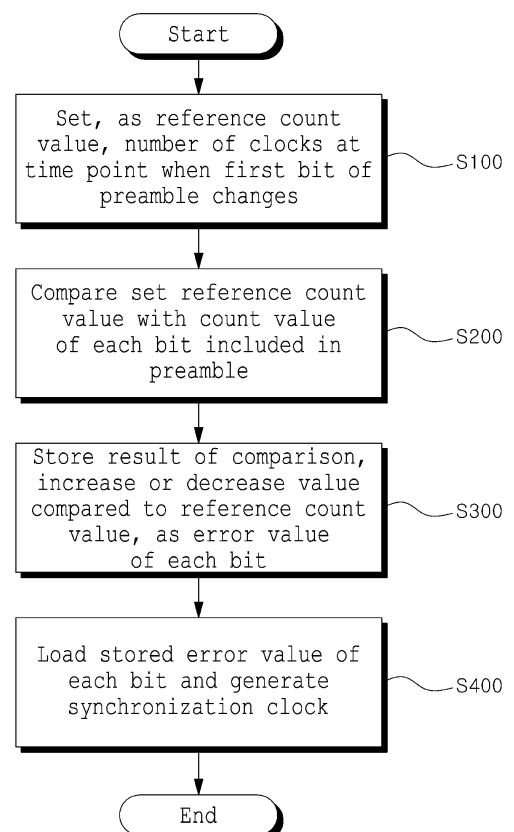 Start
Set, as reference count
value, number of clocks at
time point when first bit of
preamble changes
S100
Compare set reference count
value with count value
of each bit included in
preamble
S200
Store result of comparison,
increase or decrease value
compared to reference count
value, as error value
of each bit
S300
Load stored error value of
each bit and generate
synchronization clock
S400
End